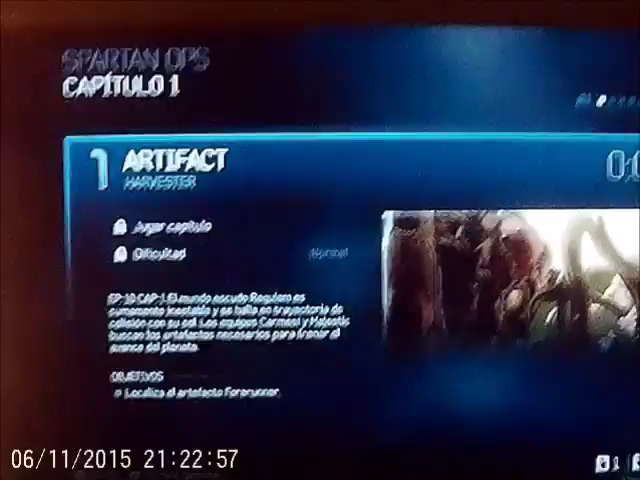 SPARTAN OPS
CAPÍTULO 1
1 ARTIFACT
HARVESTER
Jugar capítulo
Dificultad Normal
EP-10 CAP-1 El mundo escudo Requiem es
sumamente inestable y se halla en trayectoria de
colisión con su sol. Los equipos Carmesí y Majestic
buscan los artefactos necesarios para frenar el
avance del planeta.
OBJETIVOS
Localiza el artefacto Forerunner.
06/11/2015 21:22:57